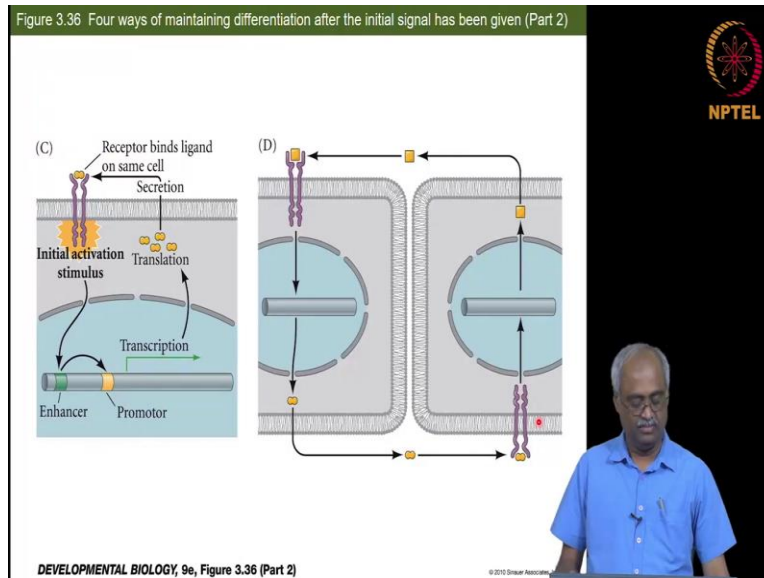 Figure 3.36 Four ways of maintaining differentiation after the initial signal has been given (Part 2)
NPTEL
(C)
Receptor binds ligand
on same cell
Secretion
Initial activation
stimulus
Translation
Transcription
Enhancer
Promotor
(D)
DEVELOPMENTAL BIOLOGY, 9e, Figure 3.36 (Part 2)
© 2010 Sinauer Associates,